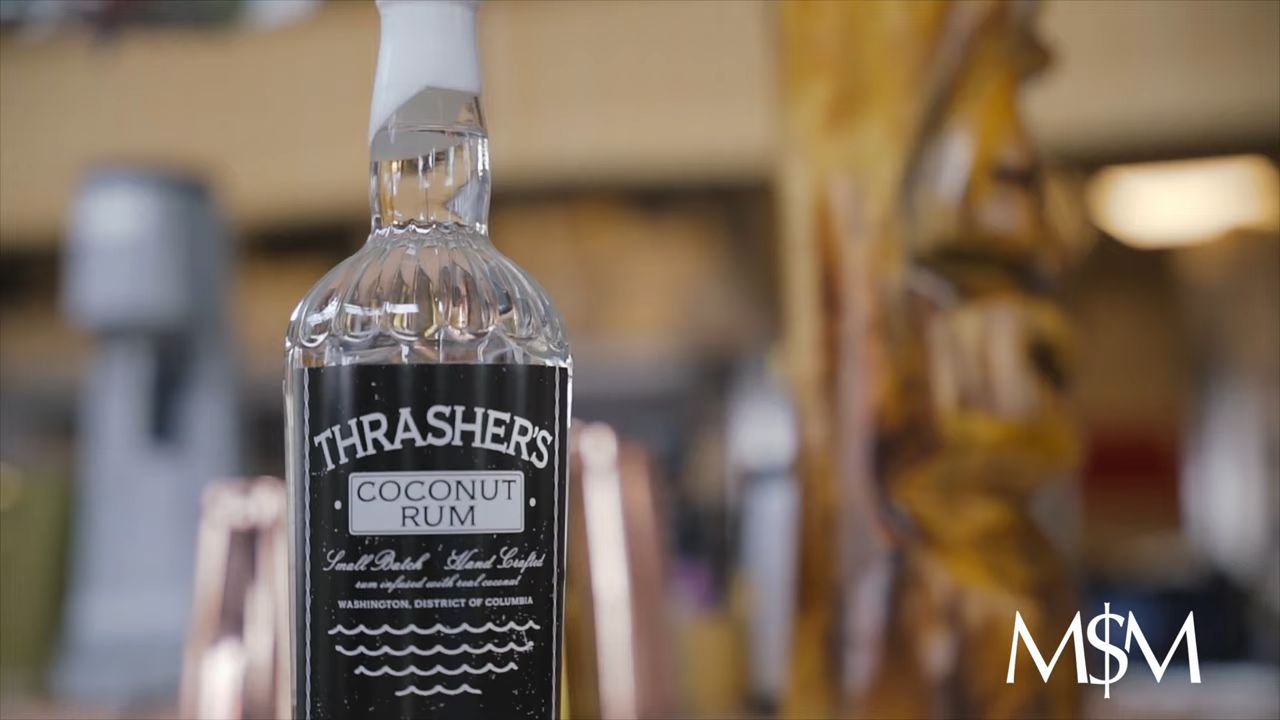 THRASHER'S
COCONUT
RUM
Small Batch Hand Crafted
rum infused with real coconut
WASHINGTON, DISTRICT OF COLUMBIA
M$M